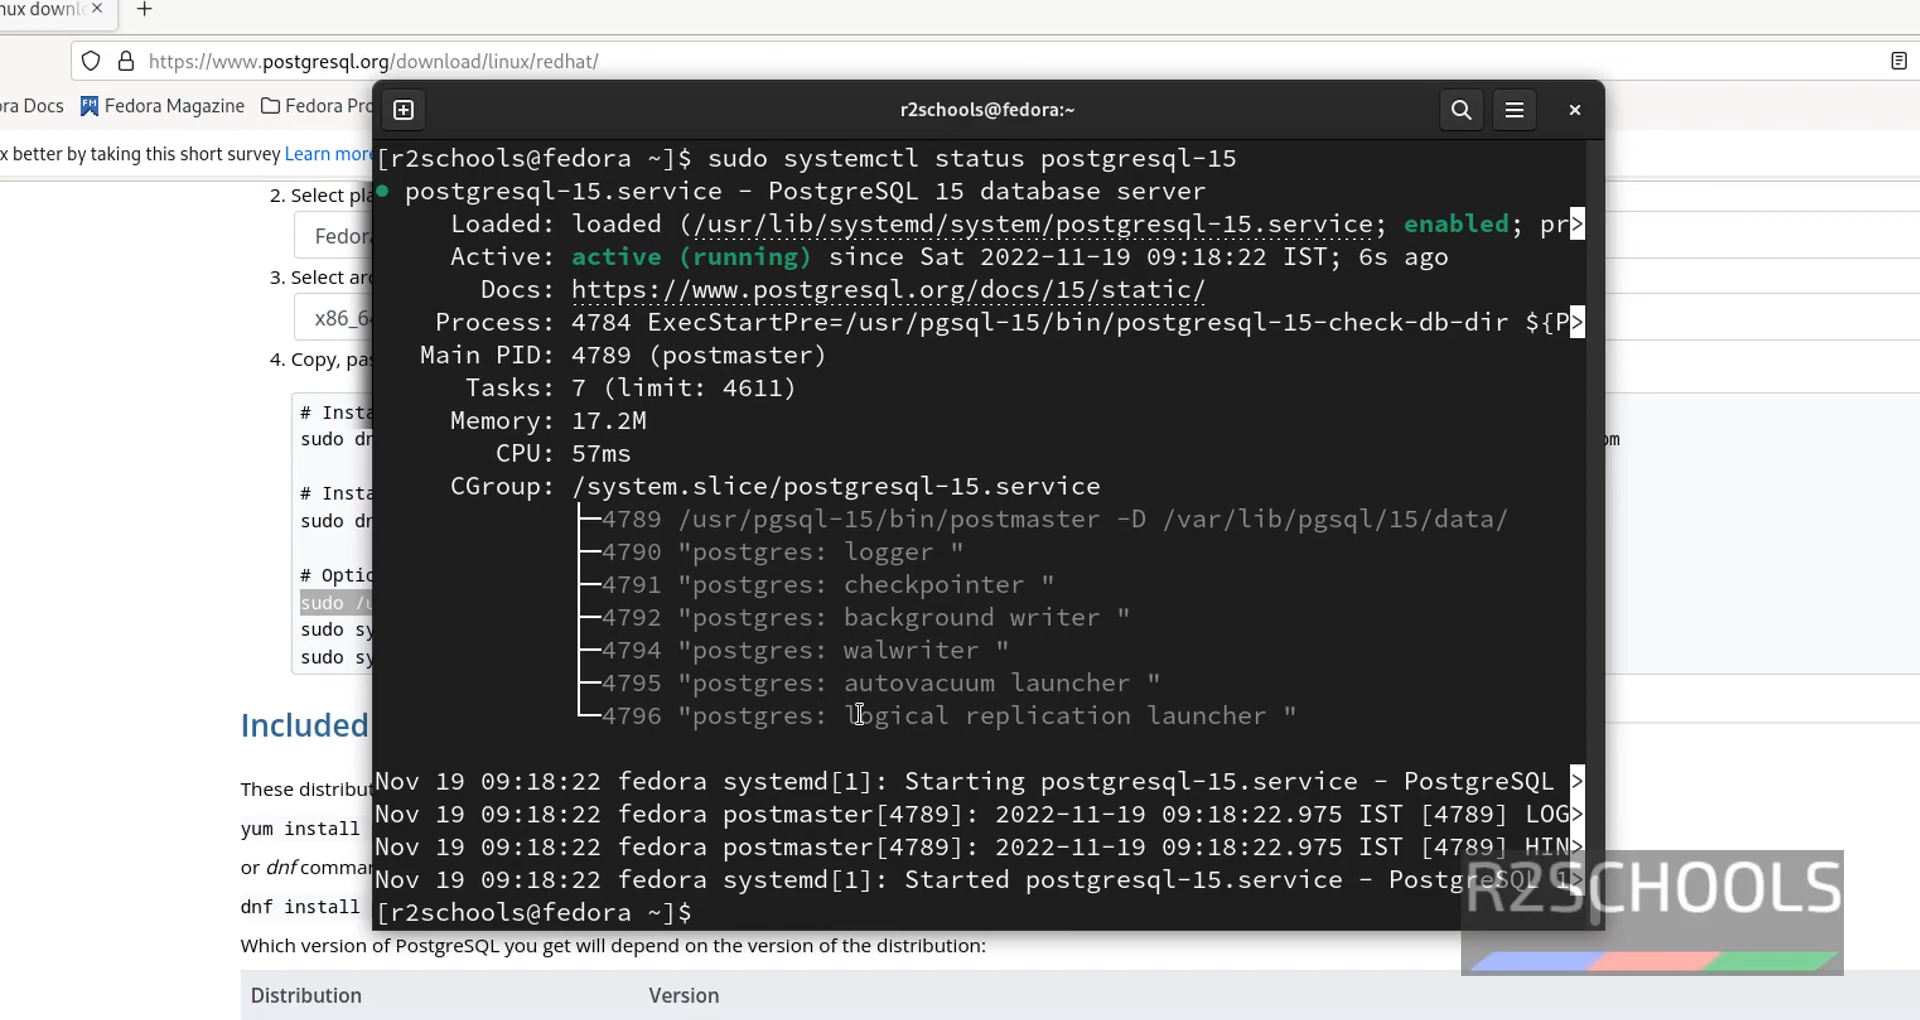 nux downl
https://www.postgresql.org/download/linux/redhat/
ra Docs Fedora Magazine Fedora Pro
r2schools@fedora:~
x better by taking this short survey Learn more
[r2schools@fedora ~]$ sudo systemctl status postgresql-15
● postgresql-15.service - PostgreSQL 15 database server
Loaded: loaded (/usr/lib/systemd/system/postgresql-15.service; enabled; pr>
Active: active (running) since Sat 2022-11-19 09:18:22 IST; 6s ago
Docs: https://www.postgresql.org/docs/15/static/
Process: 4784 ExecStartPre=/usr/pgsql-15/bin/postgresql-15-check-db-dir ${P>
Main PID: 4789 (postmaster)
Tasks: 7 (limit: 4611)
Memory: 17.2M
CPU: 57ms
CGroup: /system.slice/postgresql-15.service
├─4789 /usr/pgsql-15/bin/postmaster -D /var/lib/pgsql/15/data/
├─4790 "postgres: logger "
├─4791 "postgres: checkpointer "
├─4792 "postgres: background writer "
├─4794 "postgres: walwriter "
├─4795 "postgres: autovacuum launcher "
└─4796 "postgres: logical replication launcher "
Nov 19 09:18:22 fedora systemd[1]: Starting postgresql-15.service - PostgreSQL >
Nov 19 09:18:22 fedora postmaster[4789]: 2022-11-19 09:18:22.975 IST [4789] LOG>
Nov 19 09:18:22 fedora postmaster[4789]: 2022-11-19 09:18:22.975 IST [4789] HIN>
Nov 19 09:18:22 fedora systemd[1]: Started postgresql-15.service - PostgreSQL 1>
[r2schools@fedora ~]$
2. Select pla
Fedor
3. Select arc
x86_6
4. Copy, pas
# Insta
sudo dn
om
# Insta
sudo dn
# Optio
sudo /u
sudo sy
sudo sy
Included
These distribut
yum install
or dnf comman
dnf install
Which version of PostgreSQL you get will depend on the version of the distribution:
Distribution Version
R2SCHOOLS